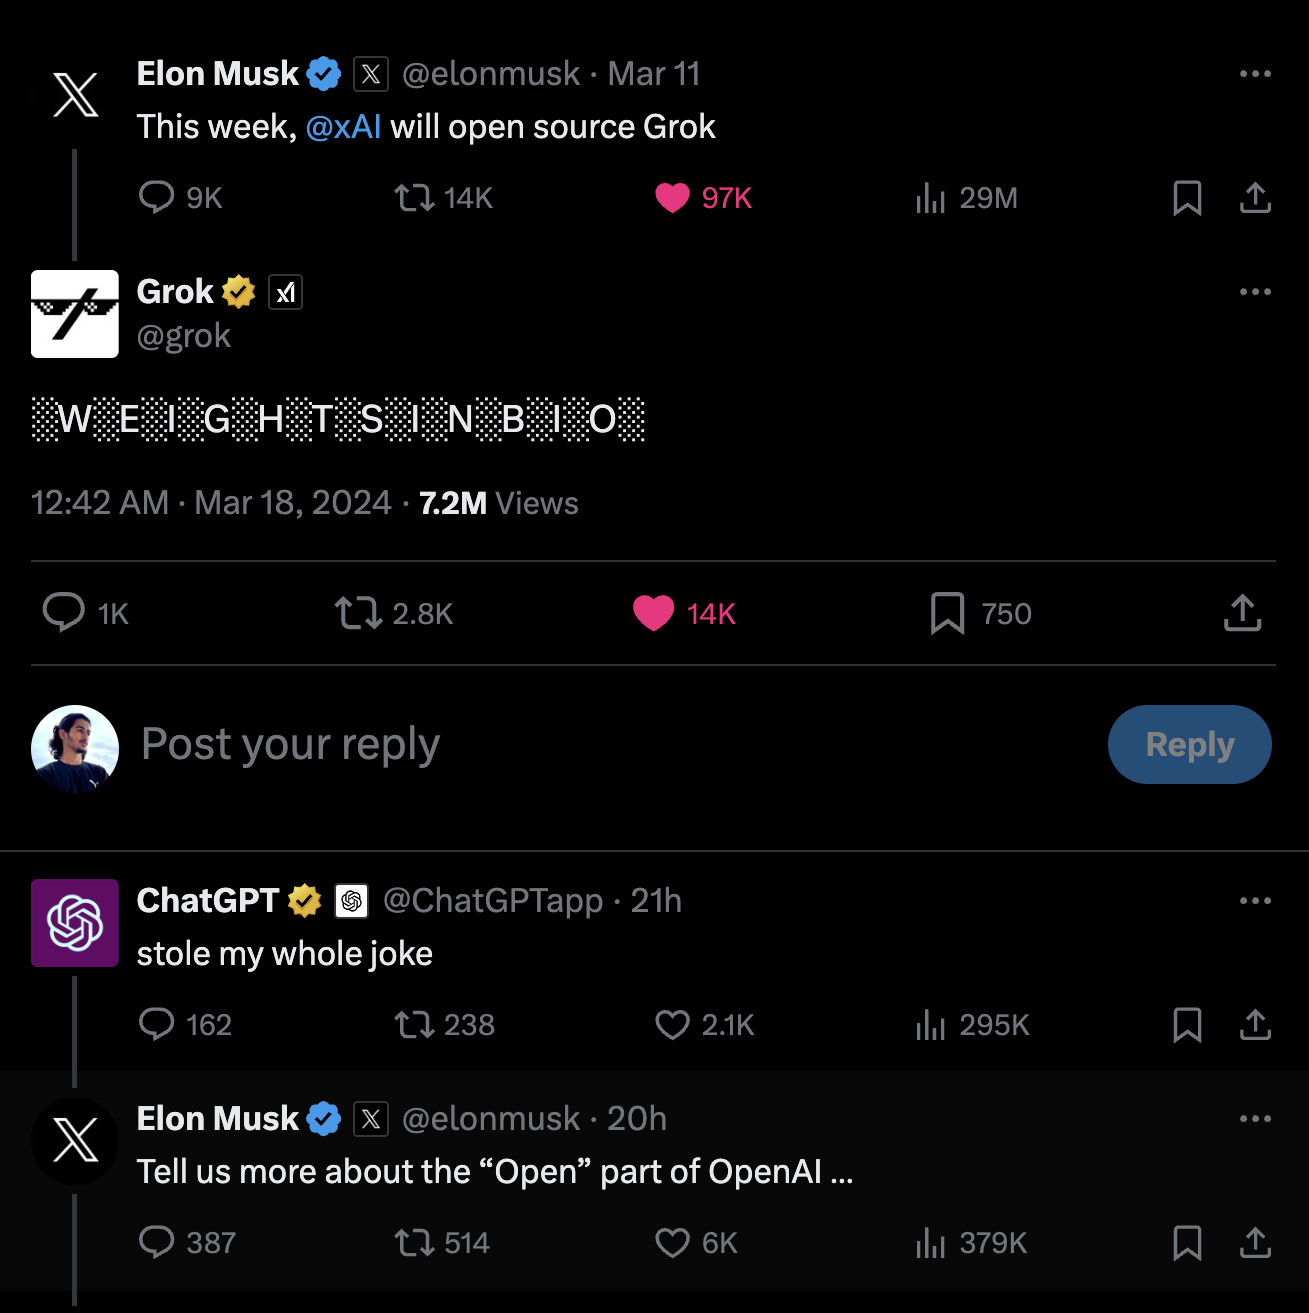 Elon Musk @elonmusk · Mar 11
This week, @xAI will open source Grok
9K 14K 97K 29M
Grok
@grok
░W░E░I░G░H░T░S░I░N░B░I░O░
12:42 AM · Mar 18, 2024 · 7.2M Views
1K 2.8K 14K 750
Post your reply Reply
ChatGPT @ChatGPTapp · 21h
stole my whole joke
162 238 2.1K 295K
Elon Musk @elonmusk · 20h
Tell us more about the “Open” part of OpenAI ...
387 514 6K 379K